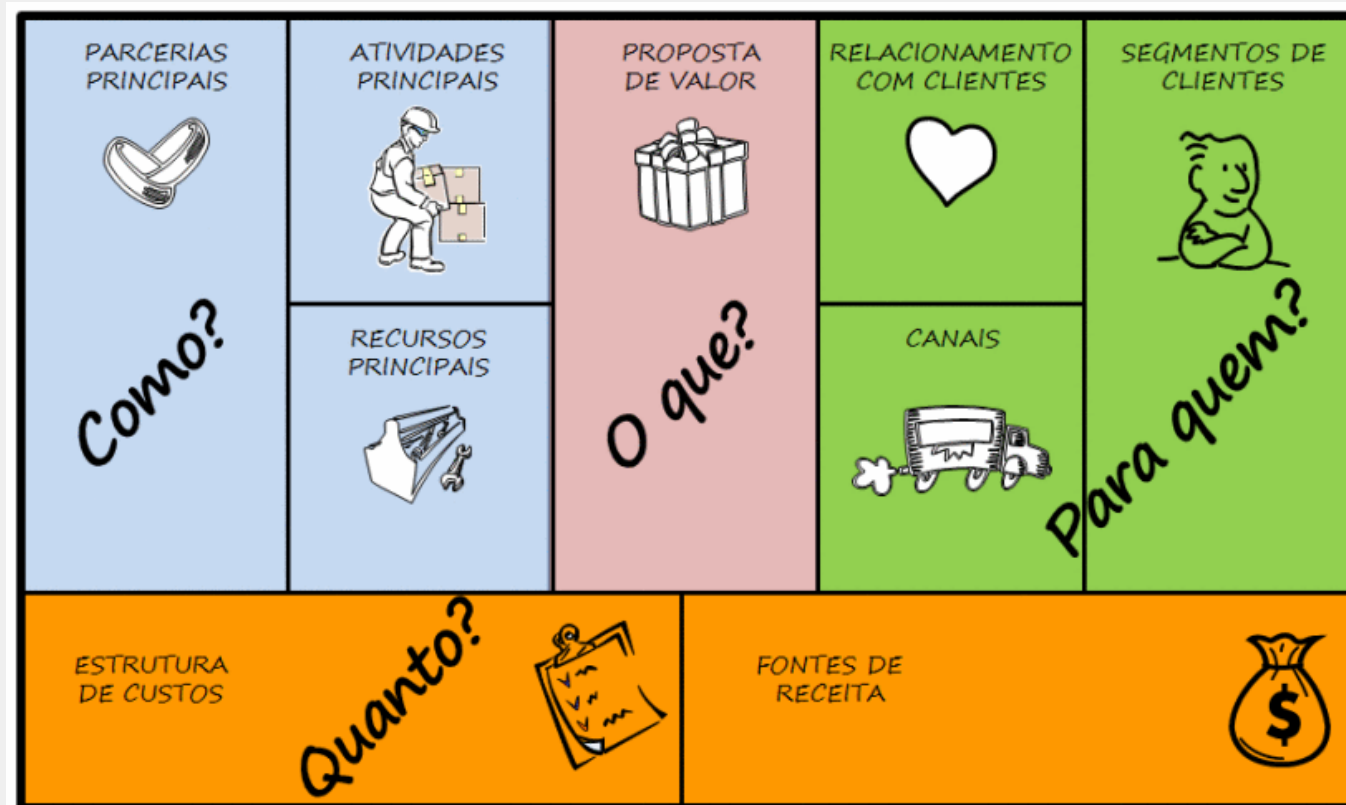 PARCERIAS
PRINCIPAIS
Como?
ATIVIDADES
PRINCIPAIS
RECURSOS
PRINCIPAIS
PROPOSTA
DE VALOR
O que?
RELACIONAMENTO
COM CLIENTES
CANAIS
SEGMENTOS DE
CLIENTES
Para quem?
ESTRUTURA
DE CUSTOS
Quanto?
FONTES DE
RECEITA
$